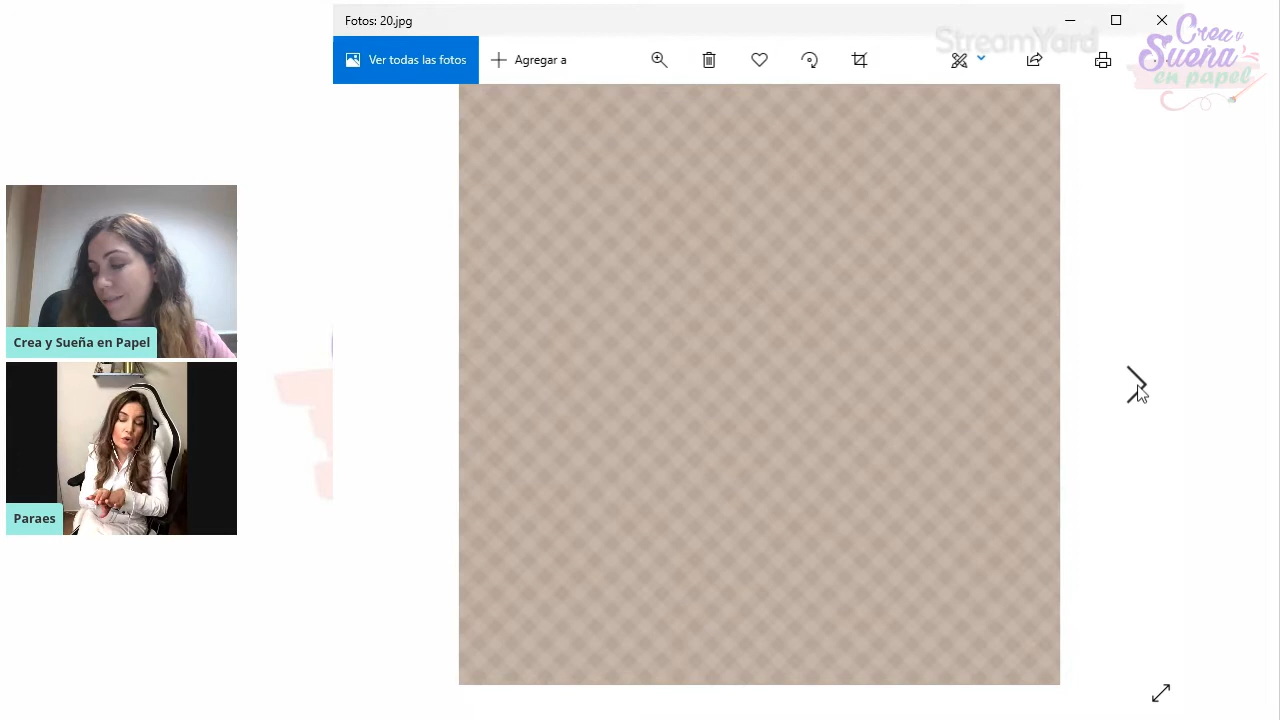 Fotos: 20.jpg
StreamYard
Crea y
Sueña
en papel
Ver todas las fotos
Agregar a
Crea y Sueña en Papel
Paraes